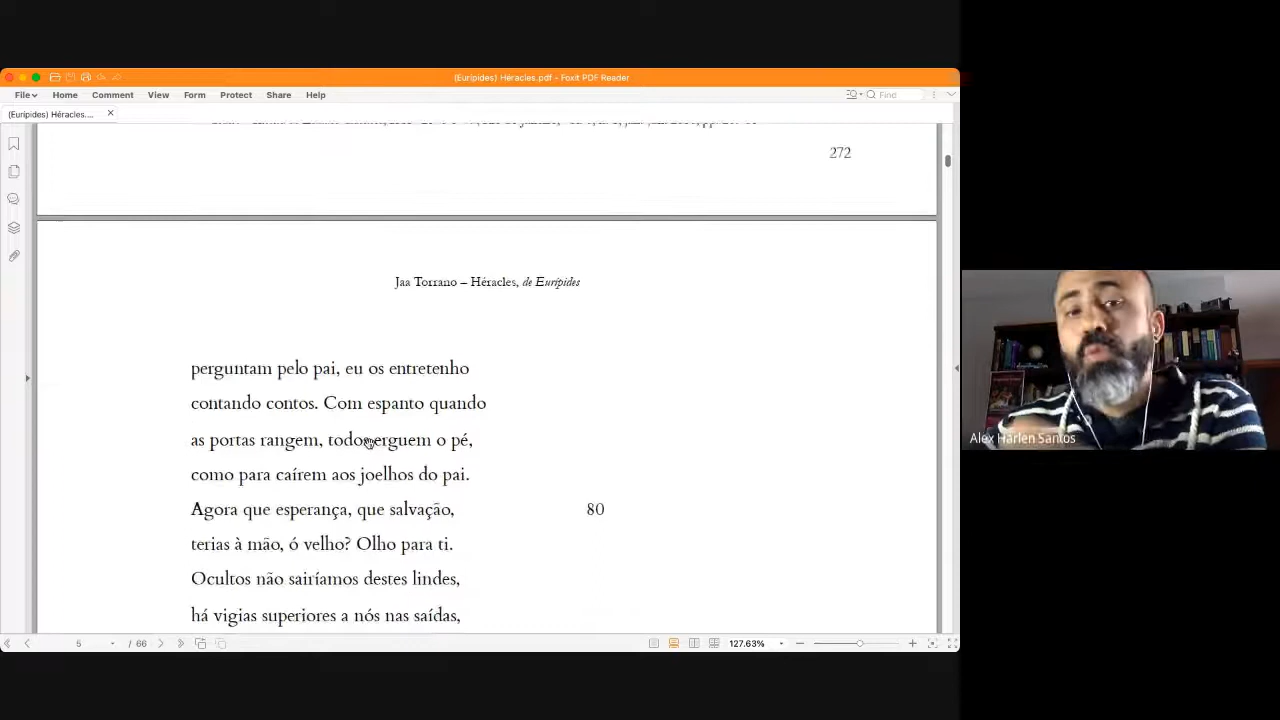 (Eurípides) Héracles.pdf - Foxit PDF Reader
File Home Comment View Form Protect Share Help
Find
(Eurípides) Héracles....
272
Jaa Torrano – Héracles, de Eurípides
perguntam pelo pai, eu os entretenho
contando contos. Com espanto quando
as portas rangem, todo erguem o pé,
como para caírem aos joelhos do pai.
Agora que esperança, que salvação, 80
terias à mão, ó velho? Olho para ti.
Ocultos não sairíamos destes lindes,
há vigias superiores a nós nas saídas,
5 / 66
127.63%
Alex Harlen Santos